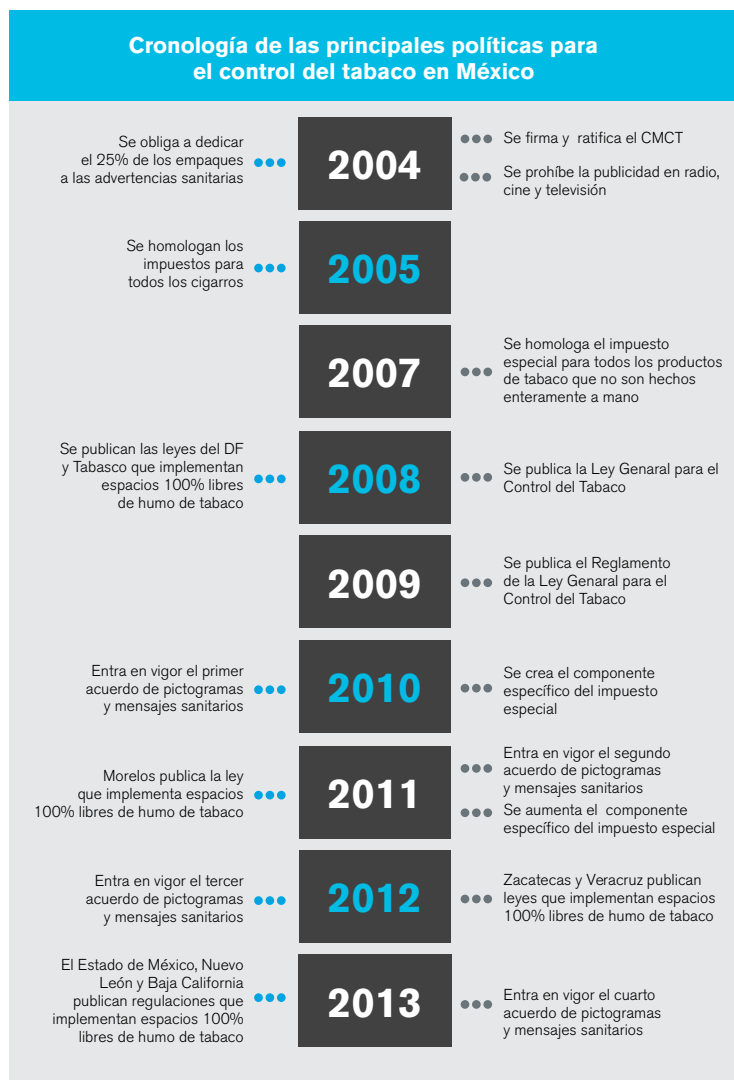 Cronología de las principales políticas para
el control del tabaco en México
Se obliga a dedicar
el 25% de los empaques
a las advertencias sanitarias
2004
Se firma y ratifica el CMCT
Se prohíbe la publicidad en radio,
cine y televisión
Se homologan los
impuestos para
todos los cigarros
2005
2007
Se homologa el impuesto
especial para todos los productos
de tabaco que no son hechos
enteramente a mano
Se publican las leyes del DF
y Tabasco que implementan
espacios 100% libres
de humo de tabaco
2008
Se publica la Ley Genaral para el
Control del Tabaco
2009
Se publica el Reglamento
de la Ley Genaral para el
Control del Tabaco
Entra en vigor el primer
acuerdo de pictogramas
y mensajes sanitarios
2010
Se crea el componente
específico del impuesto
especial
Morelos publica la ley
que implementa espacios
100% libres de humo de tabaco
2011
Entra en vigor el segundo
acuerdo de pictogramas
y mensajes sanitarios
Se aumenta el componente
específico del impuesto especial
Entra en vigor el tercer
acuerdo de pictogramas
y mensajes sanitarios
2012
Zacatecas y Veracruz publican
leyes que implementan espacios
100% libres de humo de tabaco
El Estado de México, Nuevo
León y Baja California
publican regulaciones que
implementan espacios 100%
libres de humo de tabaco
2013
Entra en vigor el cuarto
acuerdo de pictogramas
y mensajes sanitarios